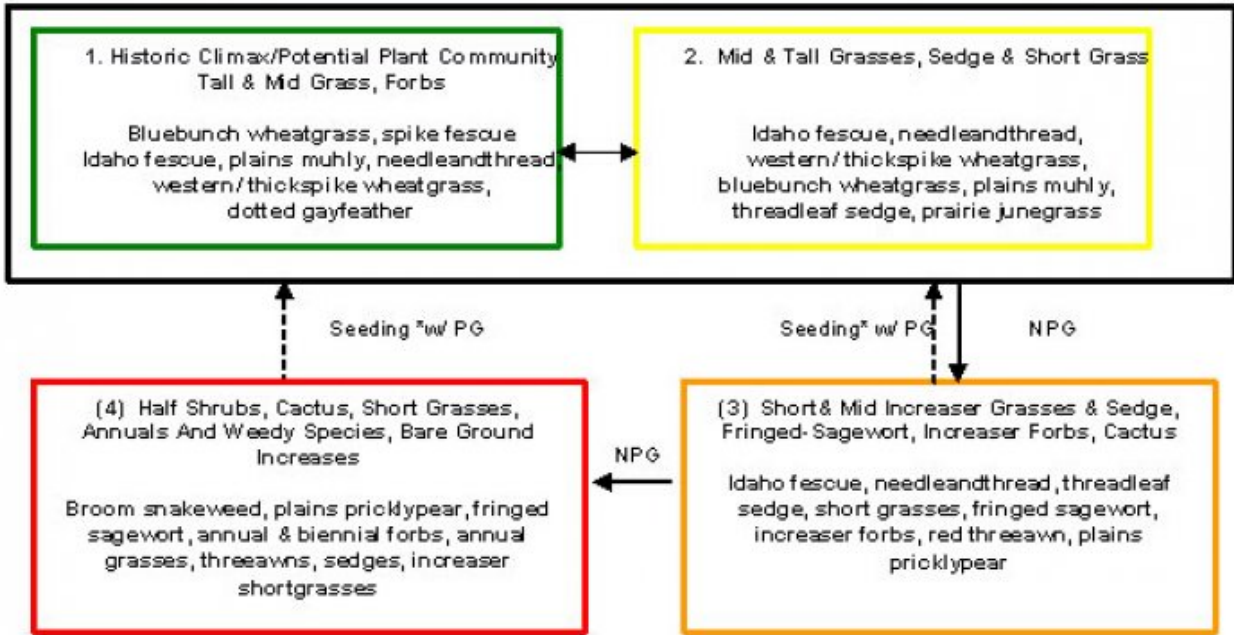 1. Historic Climax/Potential Plant Community
Tall & Mid Grass, Forbs
Bluebunch wheatgrass, spike fescue
Idaho fescue, plains muhly, needleandthread,
western/thickspike wheatgrass,
dotted gayfeather
2. Mid & Tall Grasses, Sedge & Short Grass
Idaho fescue, needleandthread,
western/thickspike wheatgrass,
bluebunch wheatgrass, plains muhly,
threadleaf sedge, prairie junegrass
Seeding *w/ PG
Seeding* w/ PG
NPG
(4) Half Shrubs, Cactus, Short Grasses,
Annuals And Weedy Species, Bare Ground
Increases
Broom snakeweed, plains pricklypear, fringed
sagewort, annual & biennial forbs, annual
grasses, threeawns, sedges, increaser
shortgrasses
NPG
(3) Short & Mid Increaser Grasses & Sedge,
Fringed-Sagewort, Increaser Forbs, Cactus
Idaho fescue, needleandthread, threadleaf
sedge, short grasses, fringed sagewort,
increaser forbs, red threeawn, plains
pricklypear